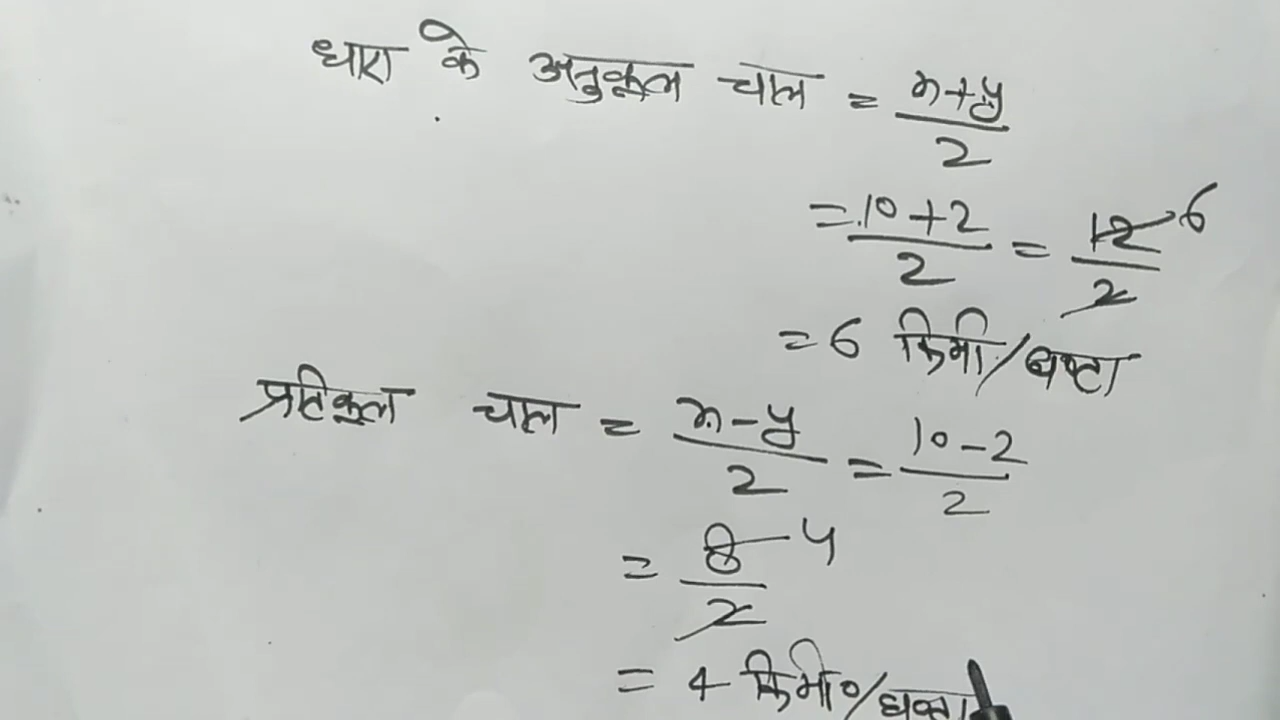 धारा के अनुकूल चाल = x+y/2
= 10+2/2 = 12/2 6
= 6 किमी/घण्टा
प्रतिकूल चाल = x-y/2 = 10-2/2
= 8/2 4
= 4 किमी०/घण्टा